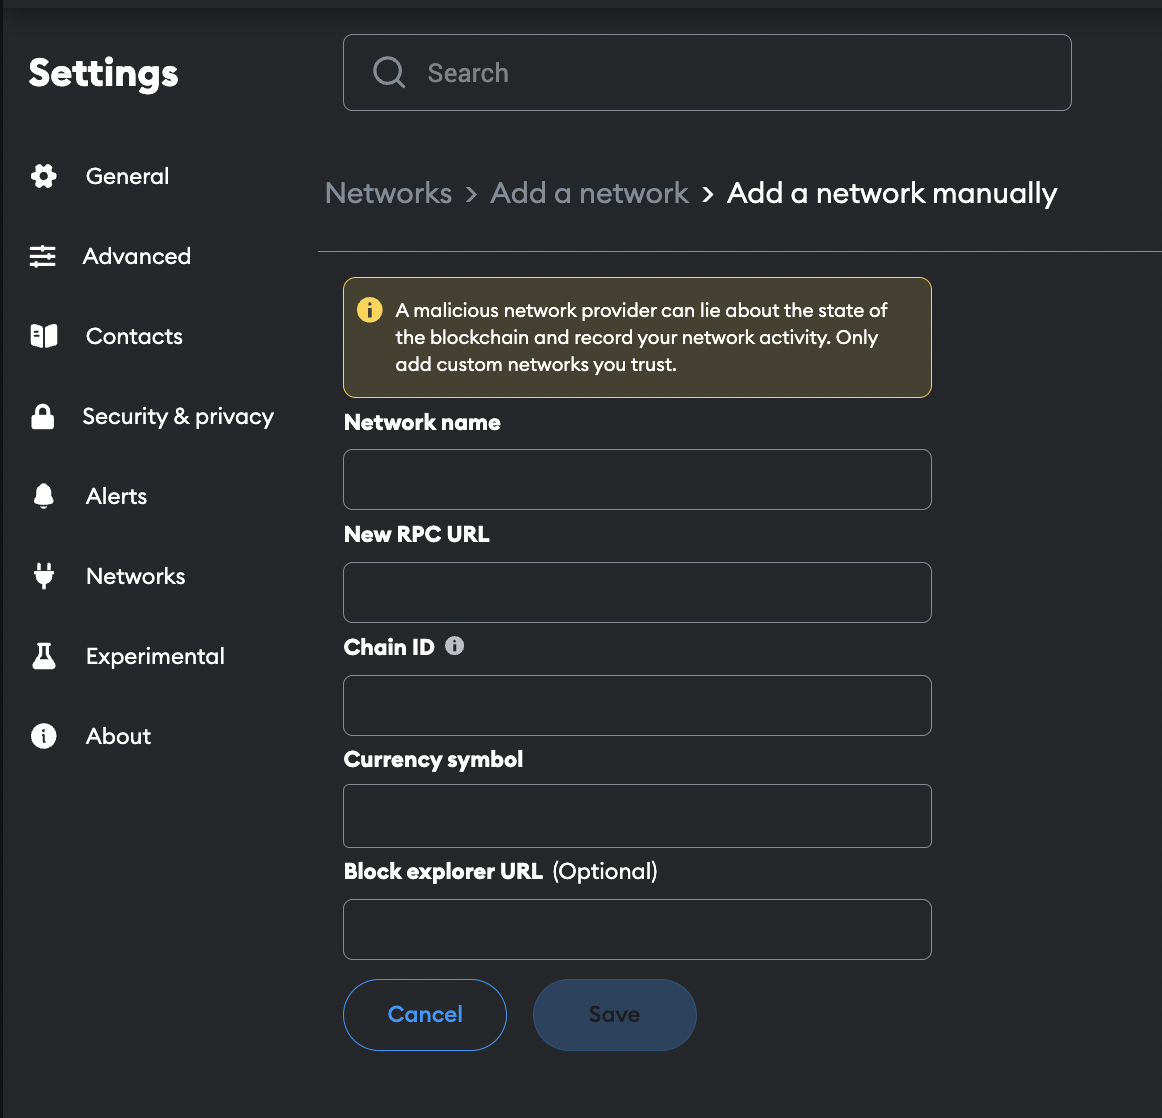 Settings
Search
General
Advanced
Contacts
Security & privacy
Alerts
Networks
Experimental
About
Networks > Add a network > Add a network manually
A malicious network provider can lie about the state of
the blockchain and record your network activity. Only
add custom networks you trust.
Network name
New RPC URL
Chain ID
Currency symbol
Block explorer URL (Optional)
Cancel
Save